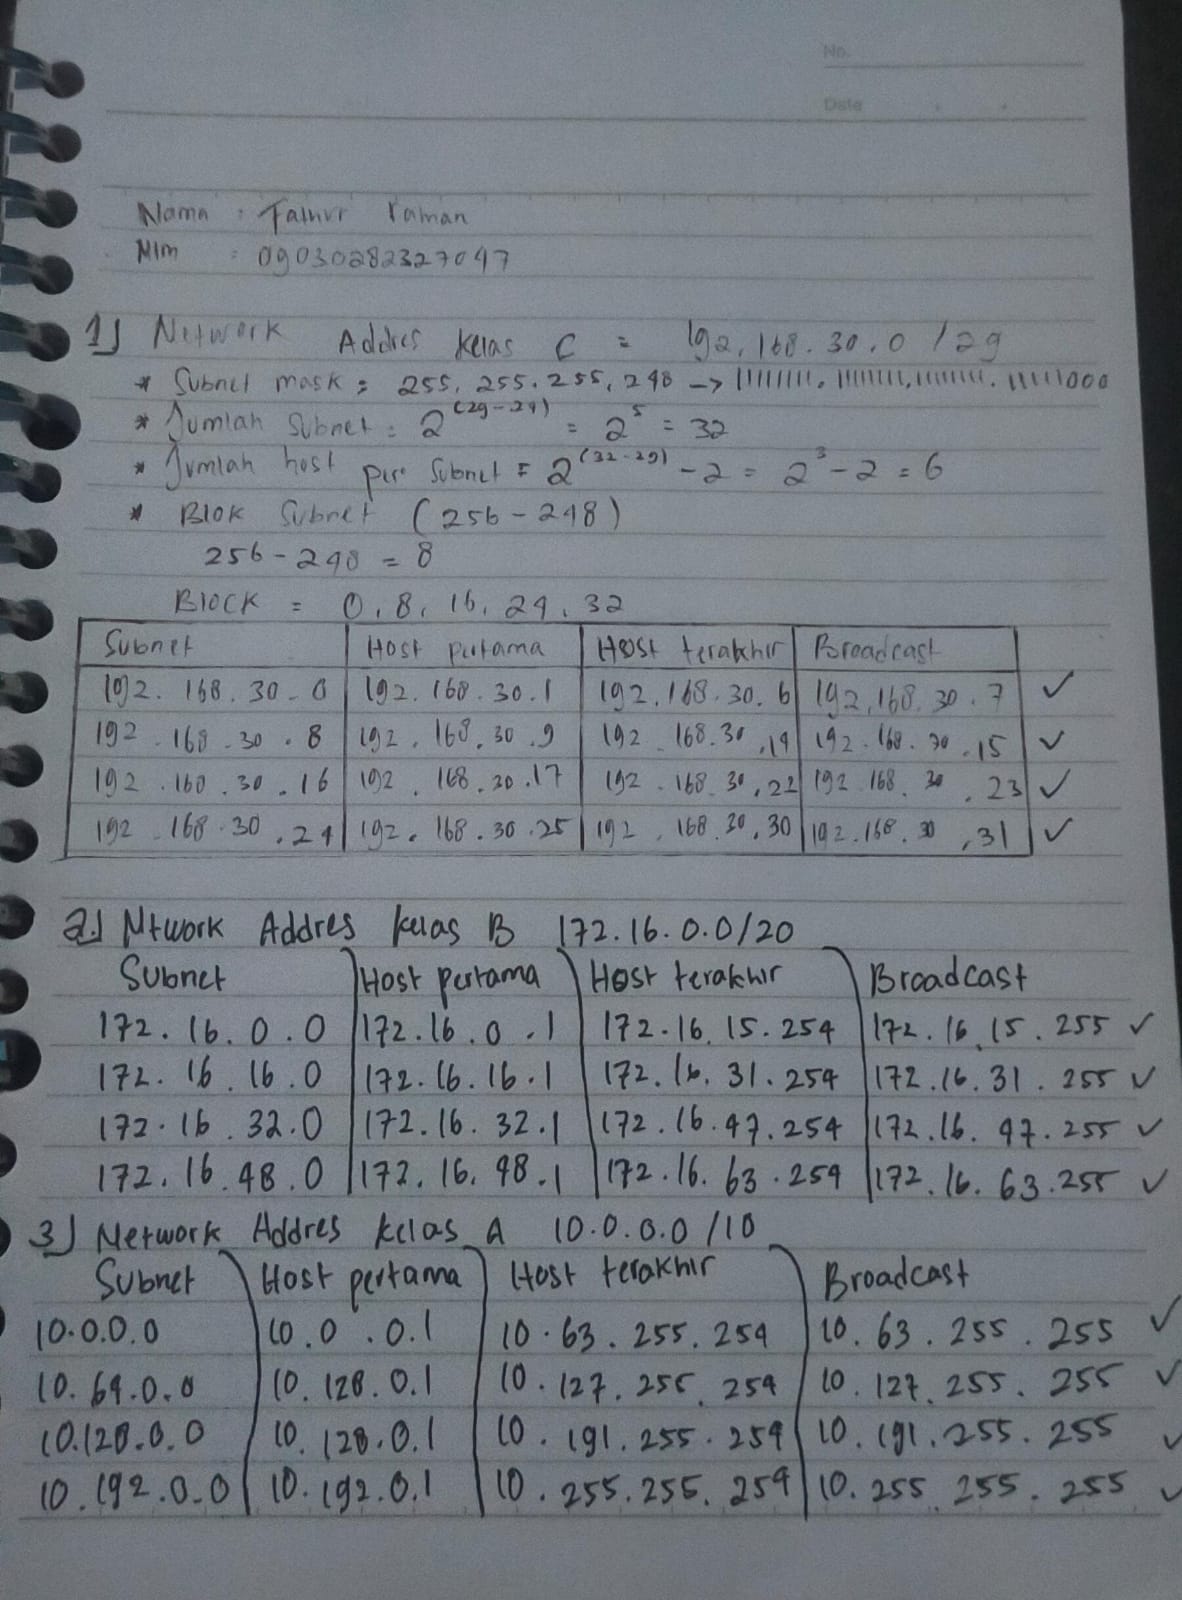 No.
Date
Nama :
Nim : 09030282327047
1) Network Addres kelas C = 192.168.30.0 /29
* Subnet mask = 255.255.255.248 -> 11111111.11111111.11111111.11111000
* Jumlah Subnet = 2^(29-24) = 2^5 = 32
* Jumlah host per Subnet = 2^(32-29) - 2 = 2^3 - 2 = 6
* Blok Subnet (256-248)
256-248 = 8
Block = 0, 8, 16, 24, 32
Subnet Host pertama Host terakhir Broadcast
192.168.30.0 192.168.30.1 192.168.30.6 192.168.30.7 ✓
192.168.30.8 192.168.30.9 192.168.30.14 192.168.30.15 ✓
192.168.30.16 192.168.30.17 192.168.30.22 192.168.30.23 ✓
192.168.30.24 192.168.30.25 192.168.30.30 192.168.30.31 ✓
2.) Ntwork Addres kelas B 172.16.0.0/20
Subnet Host pertama Host terakhir Broadcast
172.16.0.0 172.16.0.1 172.16.15.254 172.16.15.255 ✓
172.16.16.0 172.16.16.1 172.16.31.254 172.16.31.255 ✓
172.16.32.0 172.16.32.1 172.16.47.254 172.16.47.255 ✓
172.16.48.0 172.16.48.1 172.16.63.254 172.16.63.255 ✓
3) Network Addres kelas A 10.0.0.0 /10
Subnet Host pertama Host terakhir Broadcast
10.0.0.0 10.0.0.1 10.63.255.254 10.63.255.255 ✓
10.64.0.0 10.128.0.1 10.127.255.254 10.127.255.255 ✓
10.128.0.0 10.128.0.1 10.191.255.254 10.191.255.255 ✓
10.192.0.0 10.192.0.1 10.255.255.254 10.255.255.255 ✓